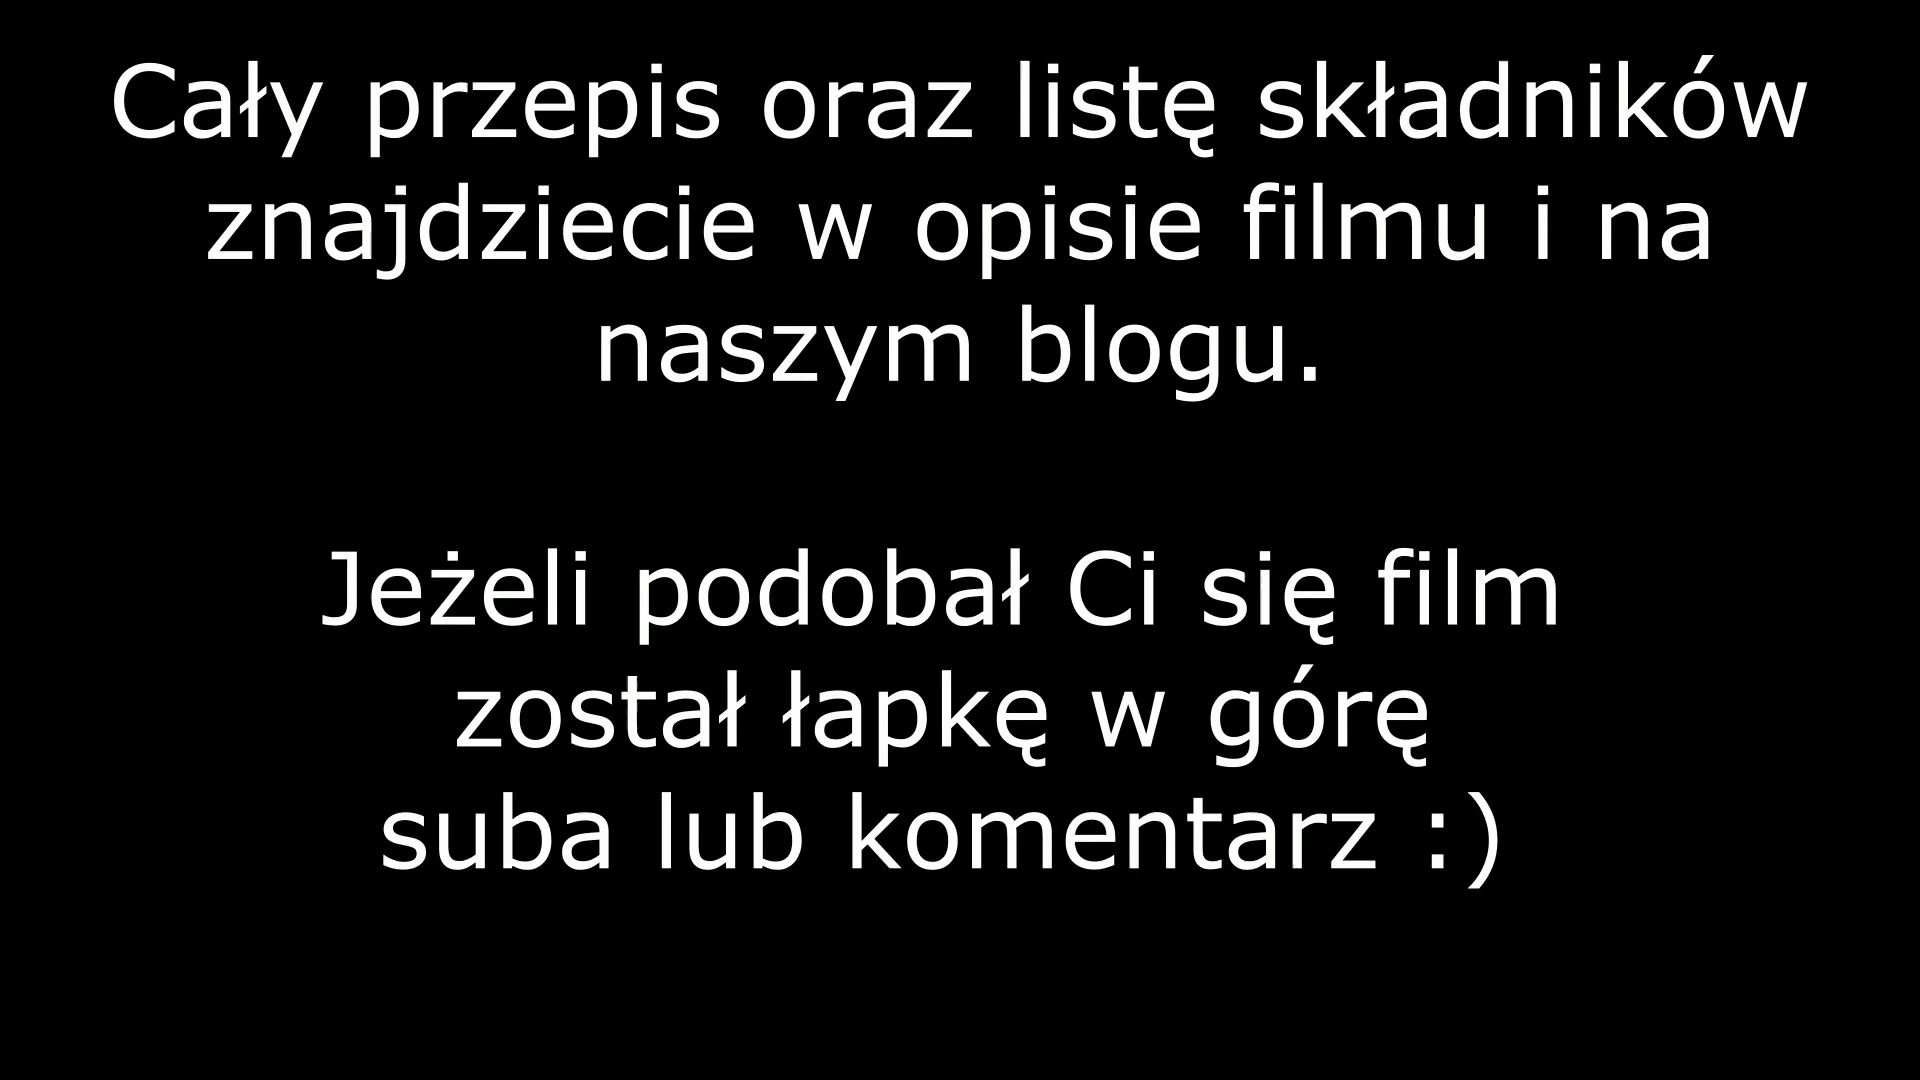 Cały przepis oraz listę składników
znajdziecie w opisie filmu i na
naszym blogu.
Jeżeli podobał Ci się film
został łapkę w górę
suba lub komentarz :)